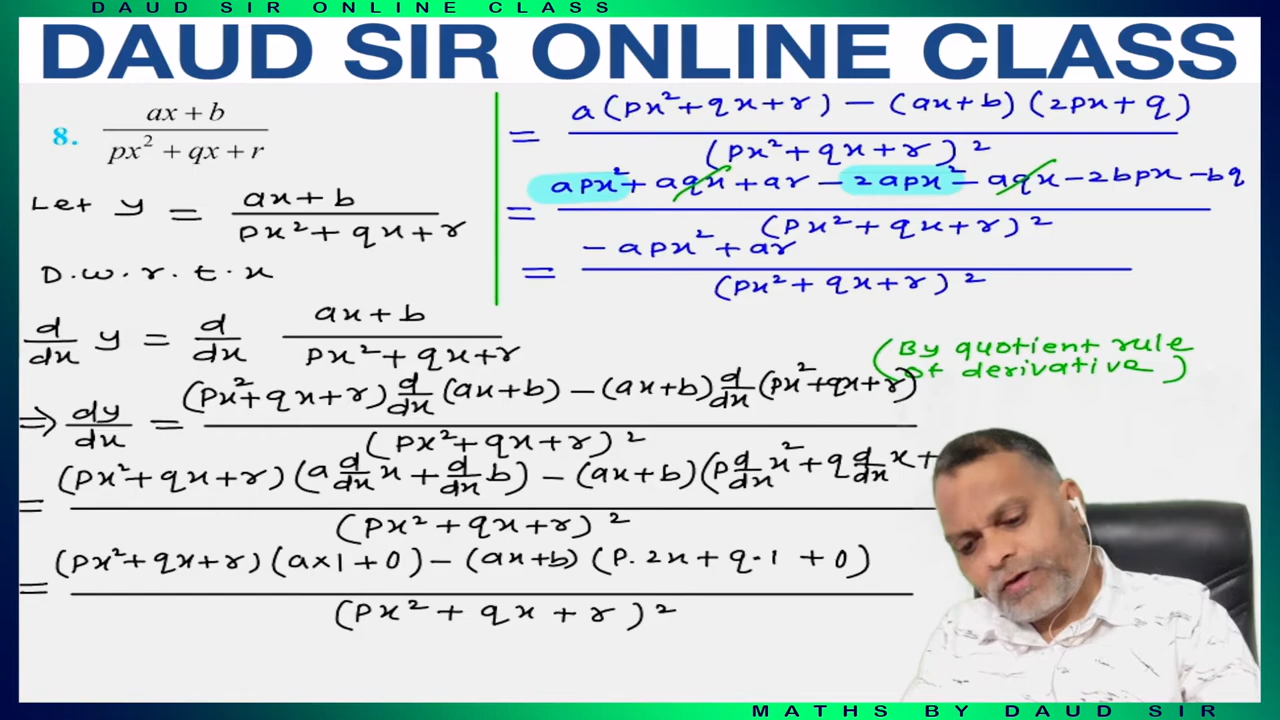 DAUD SIR ONLINE CLASS
DAUD SIR ONLINE CLASS
8. (ax + b)/(px² + qx + r)
Let y = (ax+b)/(px²+qx+r)
D.w.r.t.x
d/dx y = d/dx (ax+b)/(px²+qx+r)
⇒ dy/dx = ((px²+qx+r) d/dx (ax+b) − (ax+b) d/dx (px²+qx+r))/(px²+qx+r)²
= ((px²+qx+r)(a d/dx x + d/dx b) − (ax+b)(p d/dx x² + q d/dx x +)/(px²+qx+r)²
= ((px²+qx+r)(a×1+0) − (ax+b)(p.2x+q.1+0))/(px²+qx+r)²
= (a(px²+qx+r) − (ax+b)(2px+q))/(px²+qx+r)²
= (apx²+aqx+ar−2apx²−aqx−2bpx−bq)/(px²+qx+r)²
= (−apx²+ar)/(px²+qx+r)²
(By quotient rule
of derivative)
MATHS BY DAUD SIR